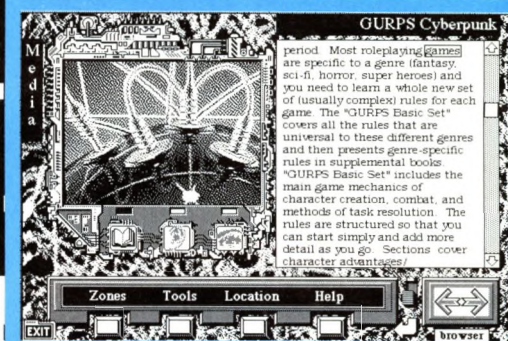 GURPS Cyberpunk
Media
period Most roleplaying games
are specific to a genre (fantasy,
sci-fi, horror, super heroes) and
you need to learn a whole new set
of (usually complex) rules for each
game. The "GURPS Basic Set"
covers all the rules that are
universal to these different genres
and then presents genre-specific
rules in supplemental books.
"GURPS Basic Set" includes the
main game mechanics of
character creation, combat, and
methods of task resolution. The
rules are structured so that you
can start simply and add more
detail as you go. Sections cover
character advantages/
Zones Tools Location Help
EXIT
browser